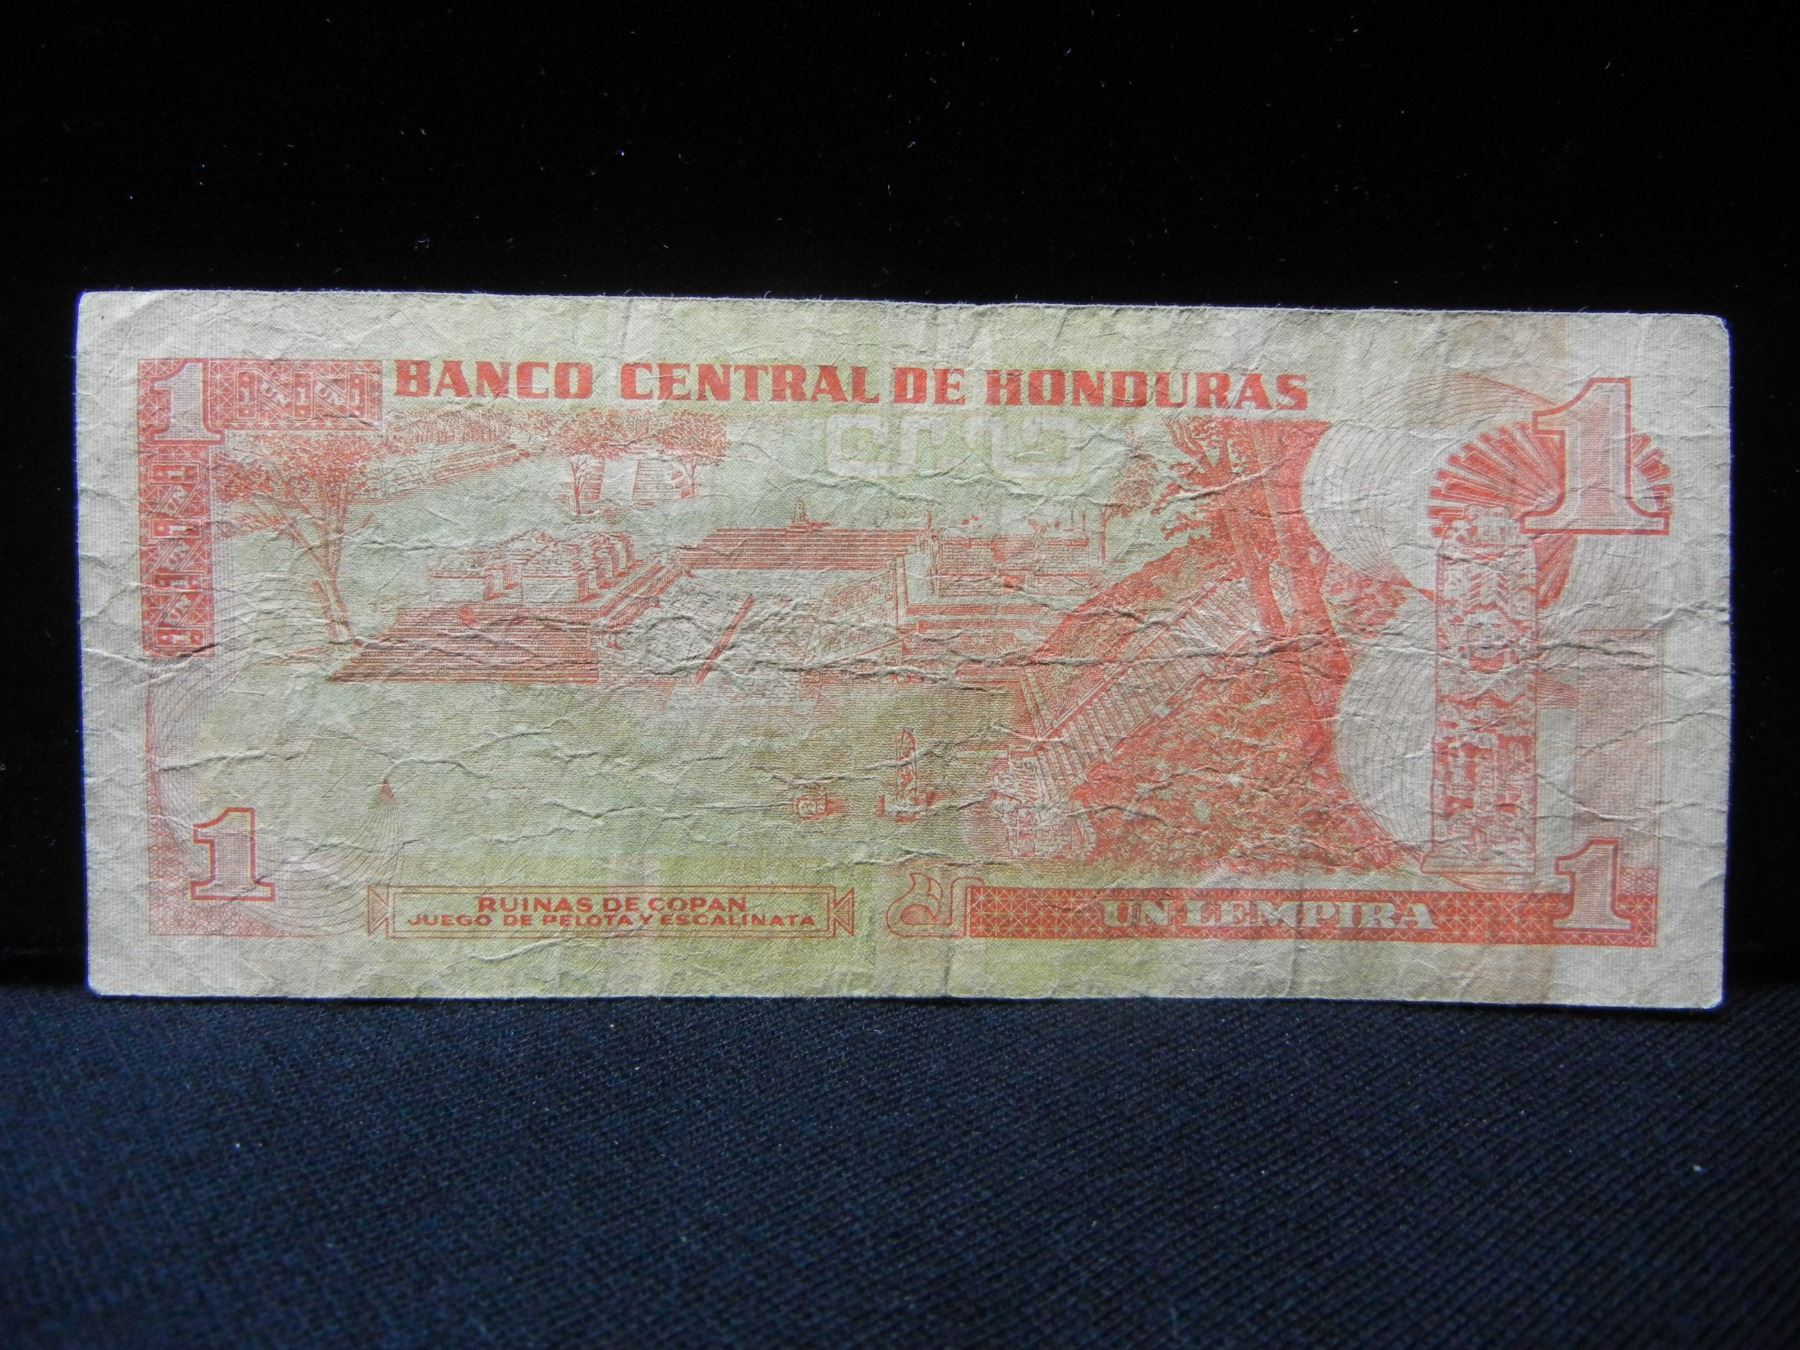 1 BANCO CENTRAL DE HONDURAS
1
1
RUINAS DE COPAN
JUEGO DE PELOTA Y ESCALINATA
UN LEMPIRA
1